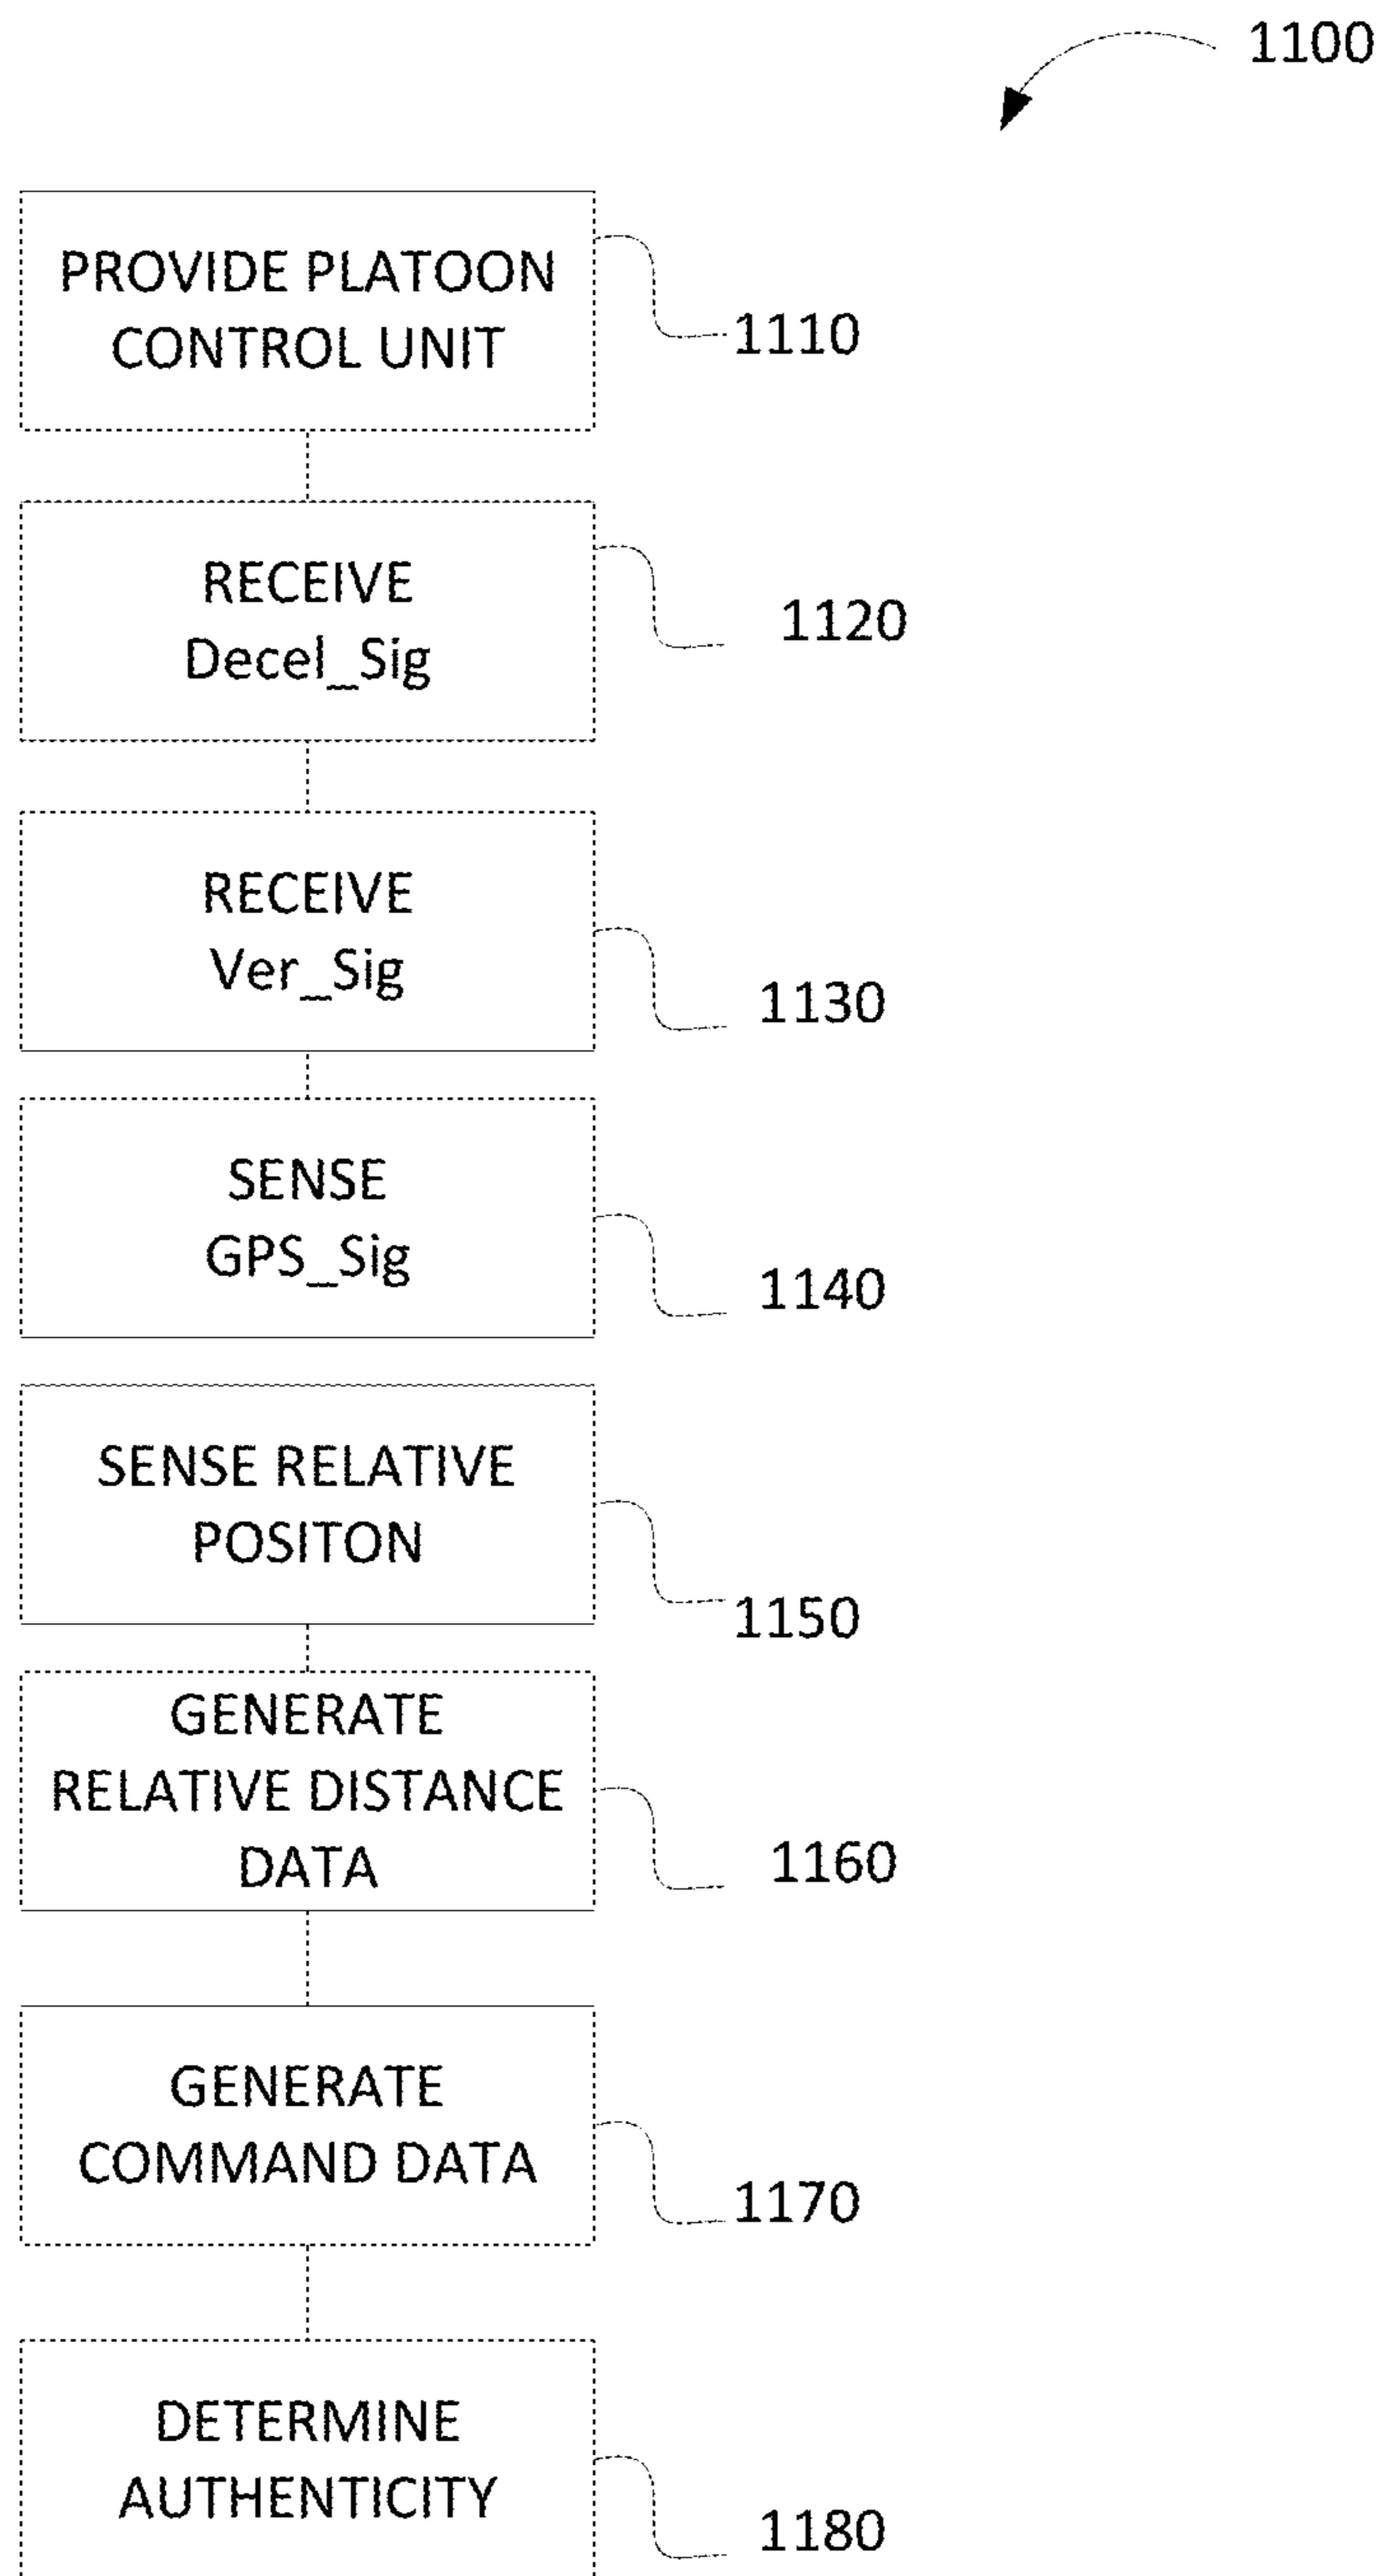 1100
PROVIDE PLATOON
CONTROL UNIT
1110
RECEIVE
Decel_Sig
1120
RECEIVE
Ver_Sig
1130
SENSE
GPS_Sig
1140
SENSE RELATIVE
POSITON
1150
GENERATE
RELATIVE DISTANCE
DATA
1160
GENERATE
COMMAND DATA
1170
DETERMINE
AUTHENTICITY
1180